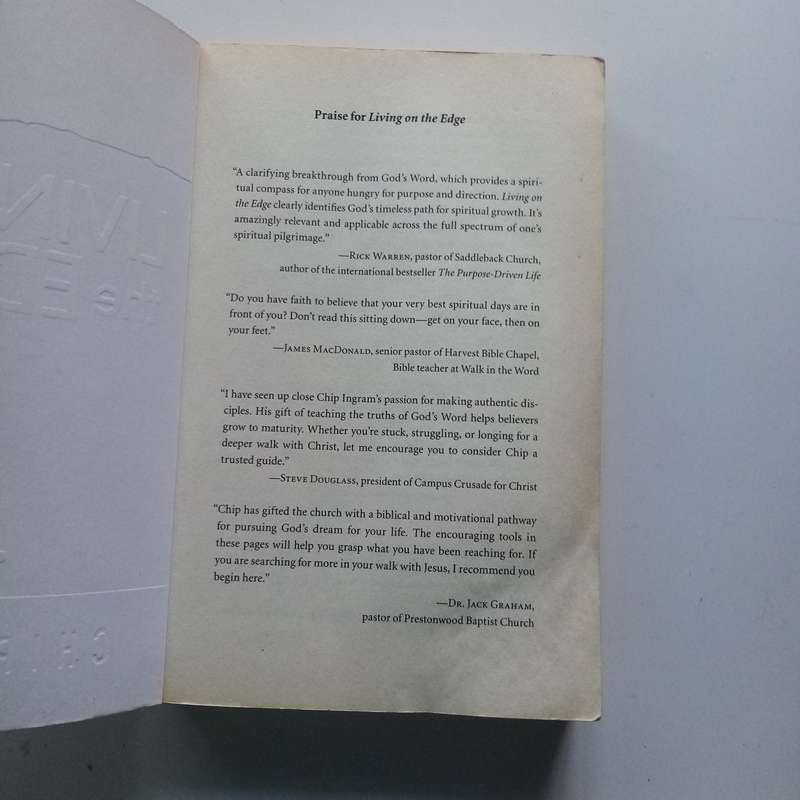 Praise for Living on the Edge
“A clarifying breakthrough from God’s Word, which provides a spiri-
tual compass for anyone hungry for purpose and direction. Living on
the Edge clearly identifies God’s timeless path for spiritual growth. It’s
amazingly relevant and applicable across the full spectrum of one’s
spiritual pilgrimage.”
—Rick Warren, pastor of Saddleback Church,
author of the international bestseller The Purpose-Driven Life
“Do you have faith to believe that your very best spiritual days are in
front of you? Don’t read this sitting down—get on your face, then on
your feet.”
—James MacDonald, senior pastor of Harvest Bible Chapel,
Bible teacher at Walk in the Word
“I have seen up close Chip Ingram’s passion for making authentic dis-
ciples. His gift of teaching the truths of God’s Word helps believers
grow to maturity. Whether you’re stuck, struggling, or longing for a
deeper walk with Christ, let me encourage you to consider Chip a
trusted guide.”
—Steve Douglass, president of Campus Crusade for Christ
“Chip has gifted the church with a biblical and motivational pathway
for pursuing God’s dream for your life. The encouraging tools in
these pages will help you grasp what you have been reaching for. If
you are searching for more in your walk with Jesus, I recommend you
begin here.”
—Dr. Jack Graham,
pastor of Prestonwood Baptist Church